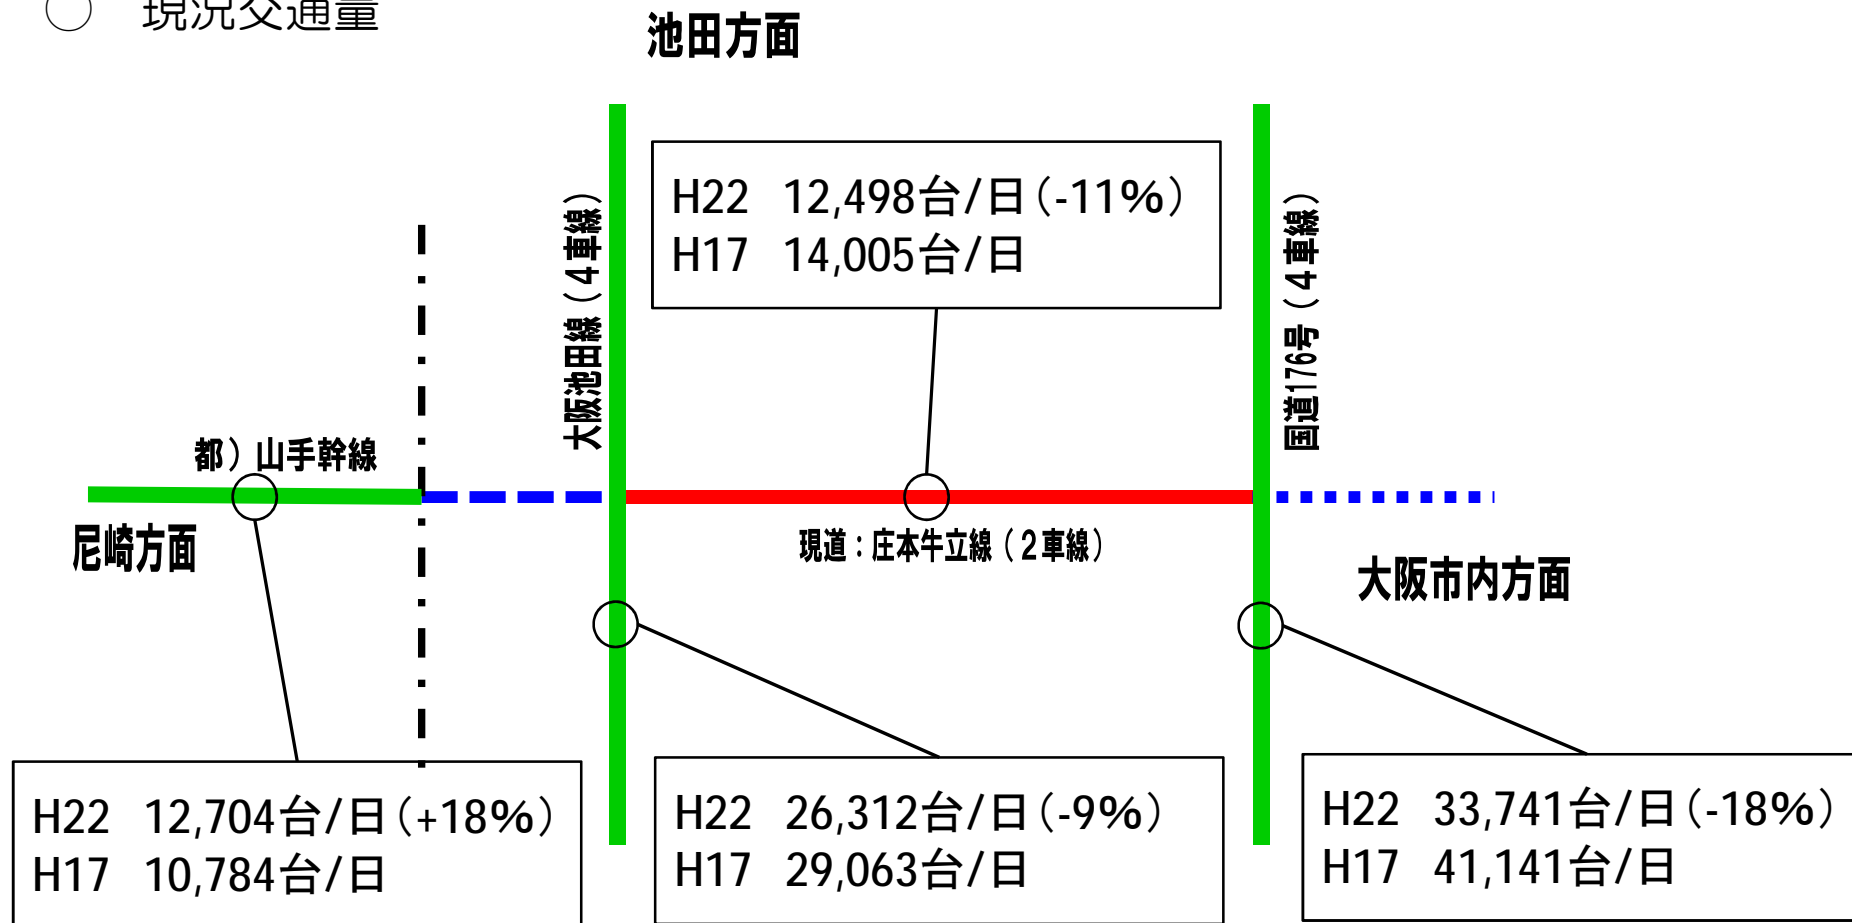 ○ 現況交通量
池田方面
H22 12,498台/日(-11%)
H17 14,005台/日
大阪池田線(4車線)
国道176号(4車線)
都)山手幹線
尼崎方面
現道:庄本牛立線(2車線)
大阪市内方面
H22 12,704台/日(+18%)
H17 10,784台/日
H22 26,312台/日(-9%)
H17 29,063台/日
H22 33,741台/日(-18%)
H17 41,141台/日